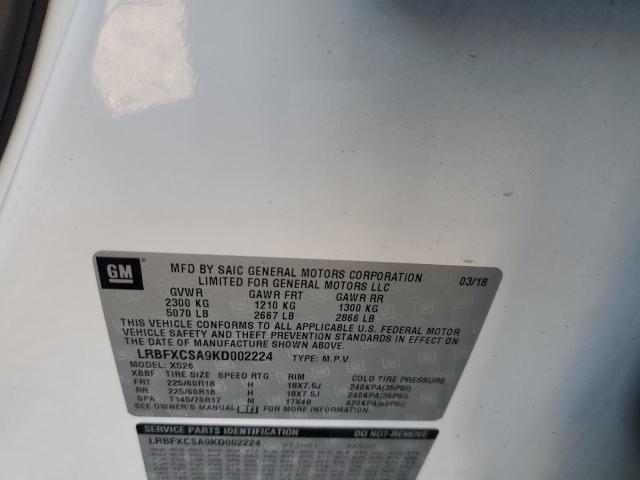 GM
MFD BY SAIC GENERAL MOTORS CORPORATION 03/18
LIMITED FOR GENERAL MOTORS LLC
GVWR GAWR FRT GAWR RR
2300 KG 1210 KG 1300 KG
5070 LB 2667 LB 2866 LB
THIS VEHICLE CONFORMS TO ALL APPLICABLE U.S. FEDERAL MOTOR
VEHICLE SAFETY AND THEFT PREVENTION STANDARDS IN EFFECT ON
THE DATE OF MANUFACTURE SHOWN ABOVE.
LRBFXCSA9KD002224 TYPE: M.P.V.
MODEL: XS26
XBBF TIRE SIZE SPEED RTG RIM COLD TIRE PRESSURE
FRT 225/60R18 H 18X7.5J 240KPA(35PSI)
RR 225/60R18 H 18X7.5J 240KPA(35PSI)
SPA T145/70R17 M 17X4B 420KPA(60PSI)
SEE OWNER'S MANUAL FOR MORE INFORMATION
SERVICE PARTS IDENTIFICATION DO NOT REMOVE
LRBFXCSA9KD002224